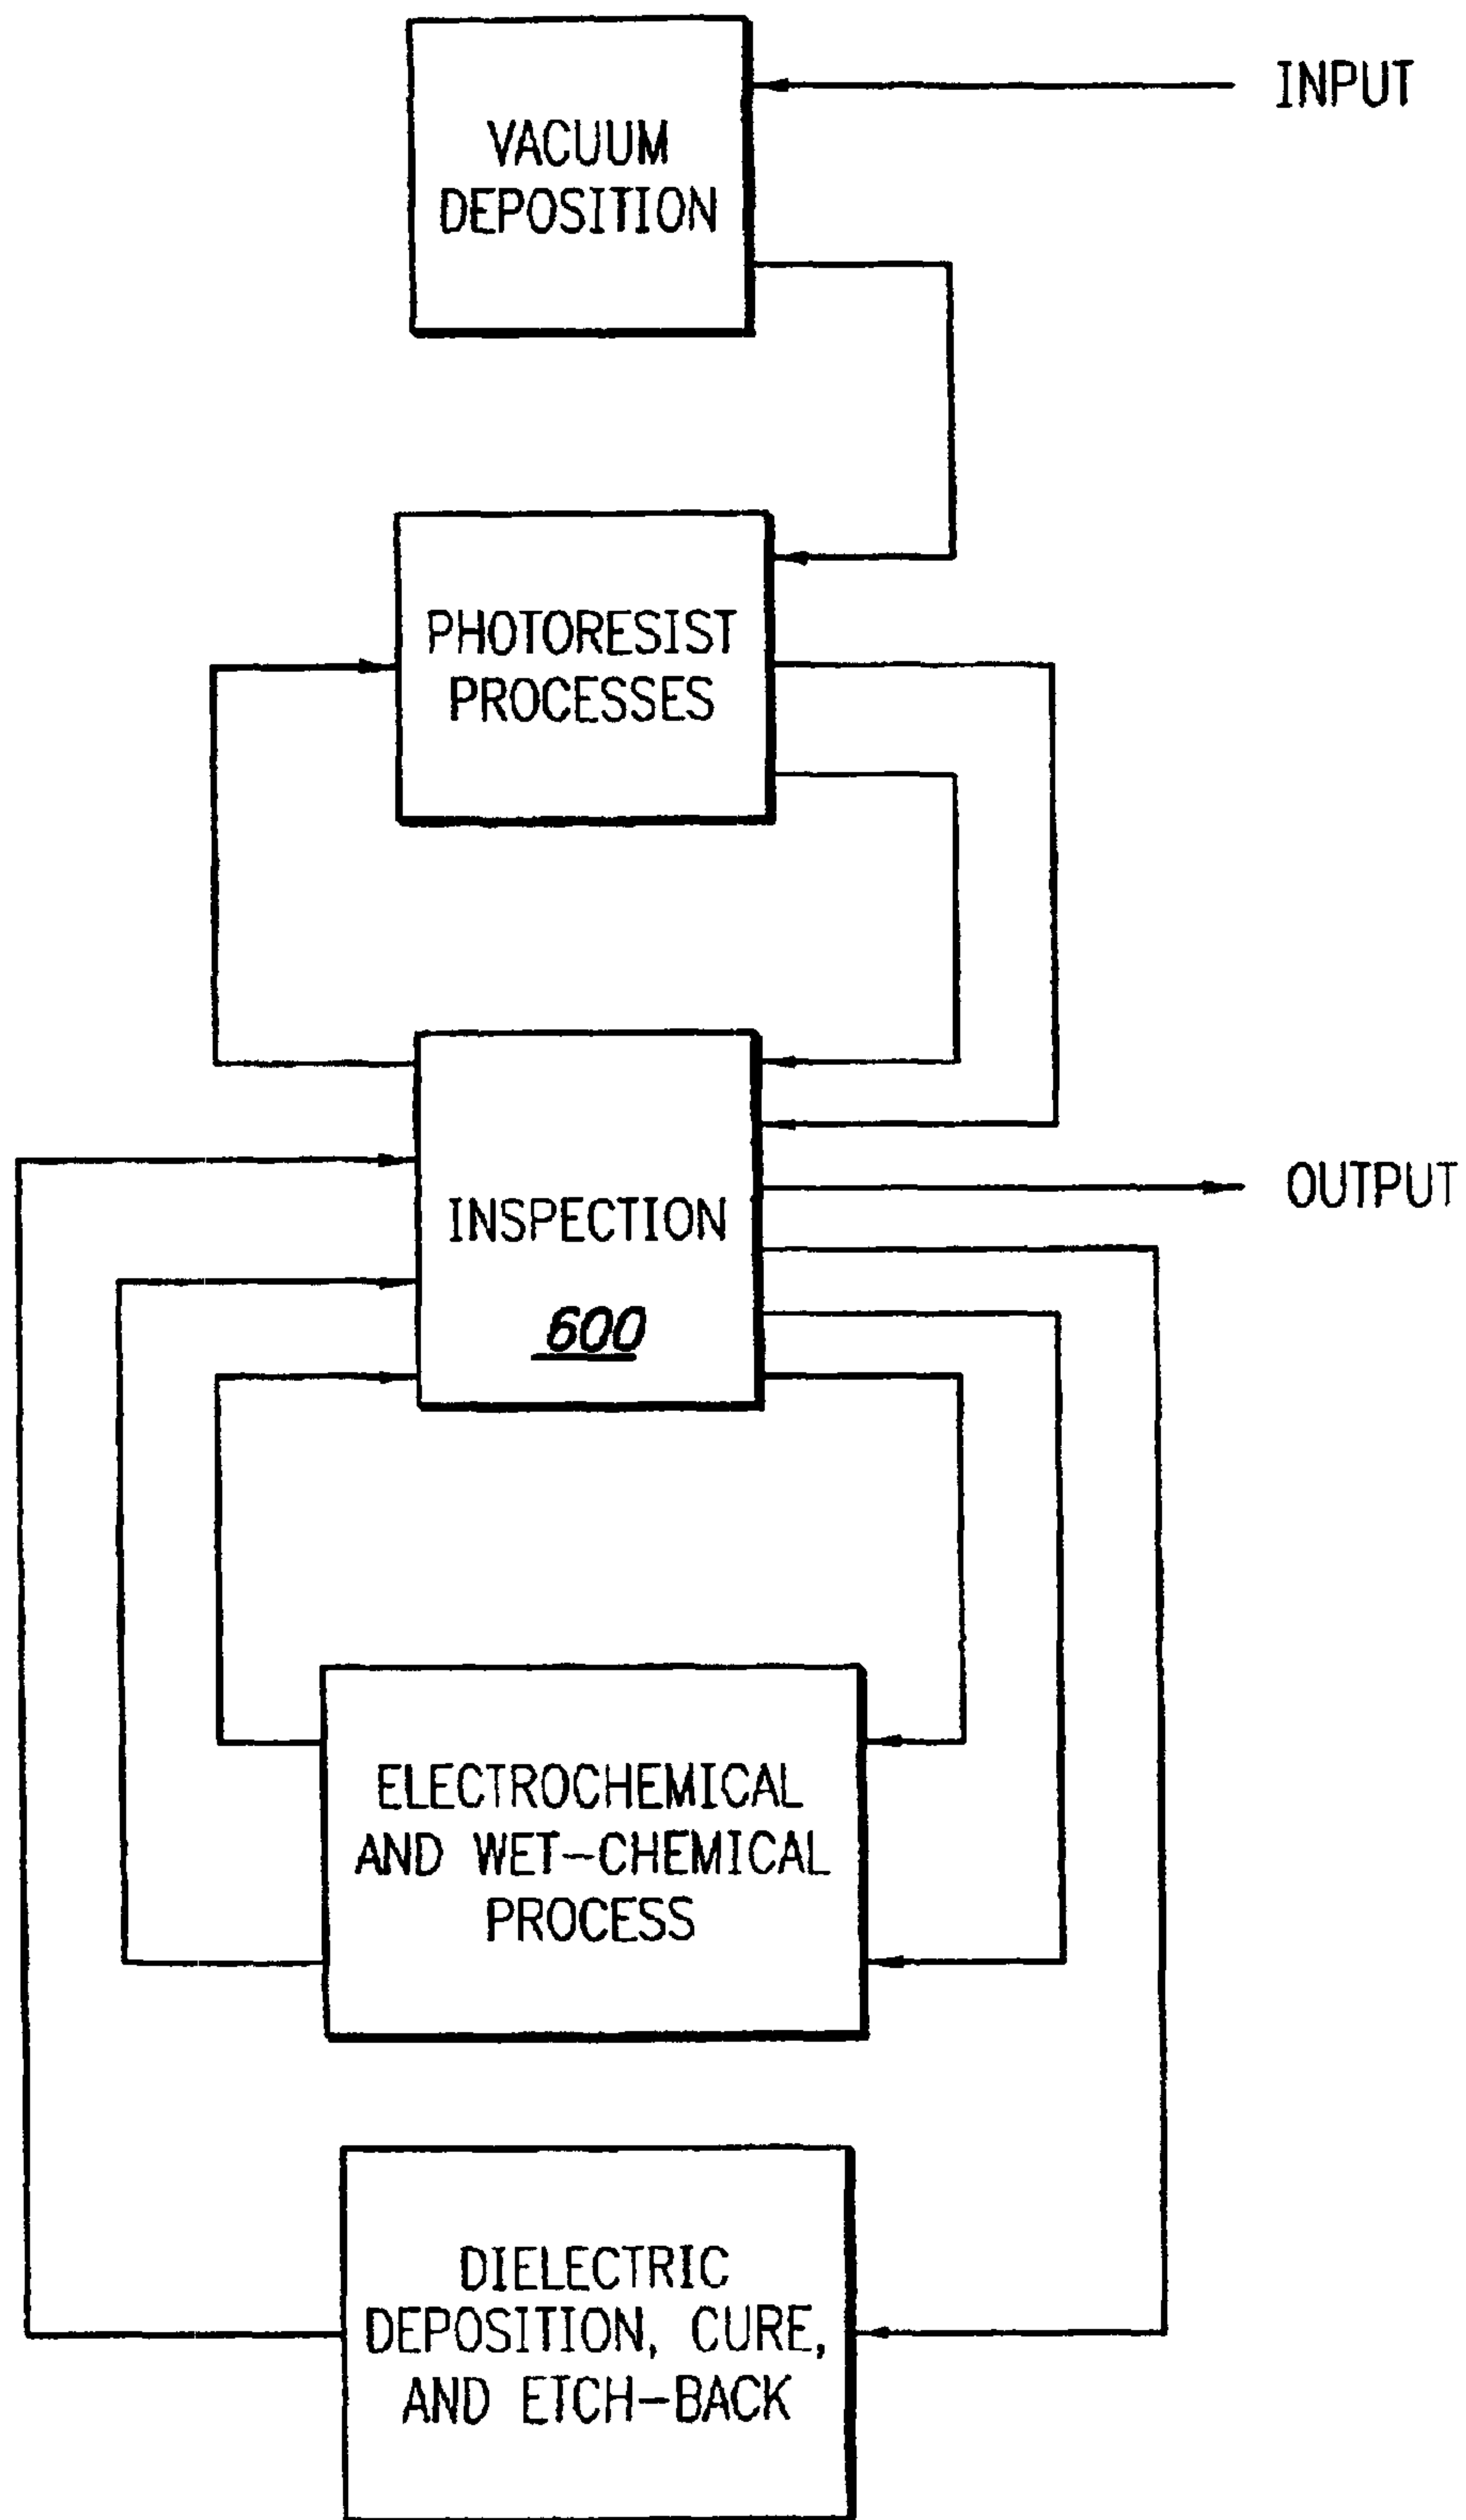 INPUT
VACUUM
DEPOSITION
PHOTORESIST
PROCESSES
INSPECTION
600
OUTPUT
ELECTROCHEMICAL
AND WET-CHEMICAL
PROCESS
DIELECTRIC
DEPOSITION, CURE,
AND ETCH-BACK